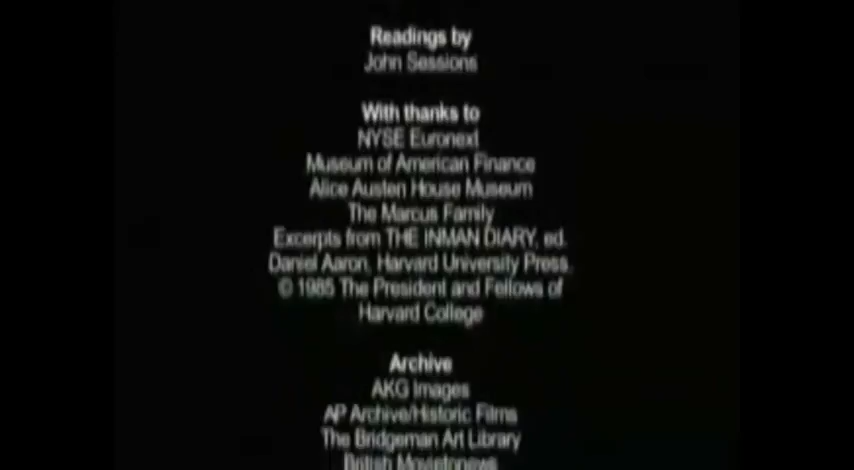 Readings by
John Sessions
With thanks to
NYSE Euronext
Museum of American Finance
Alice Austen House Museum
The Marcus Family
Excerpts from THE INMAN DIARY, ed.
Daniel Aaron, Harvard University Press,
© 1985 The President and Fellows of
Harvard College
Archive
AKG Images
AP Archive/Historic Films
The Bridgeman Art Library
British Movietonews